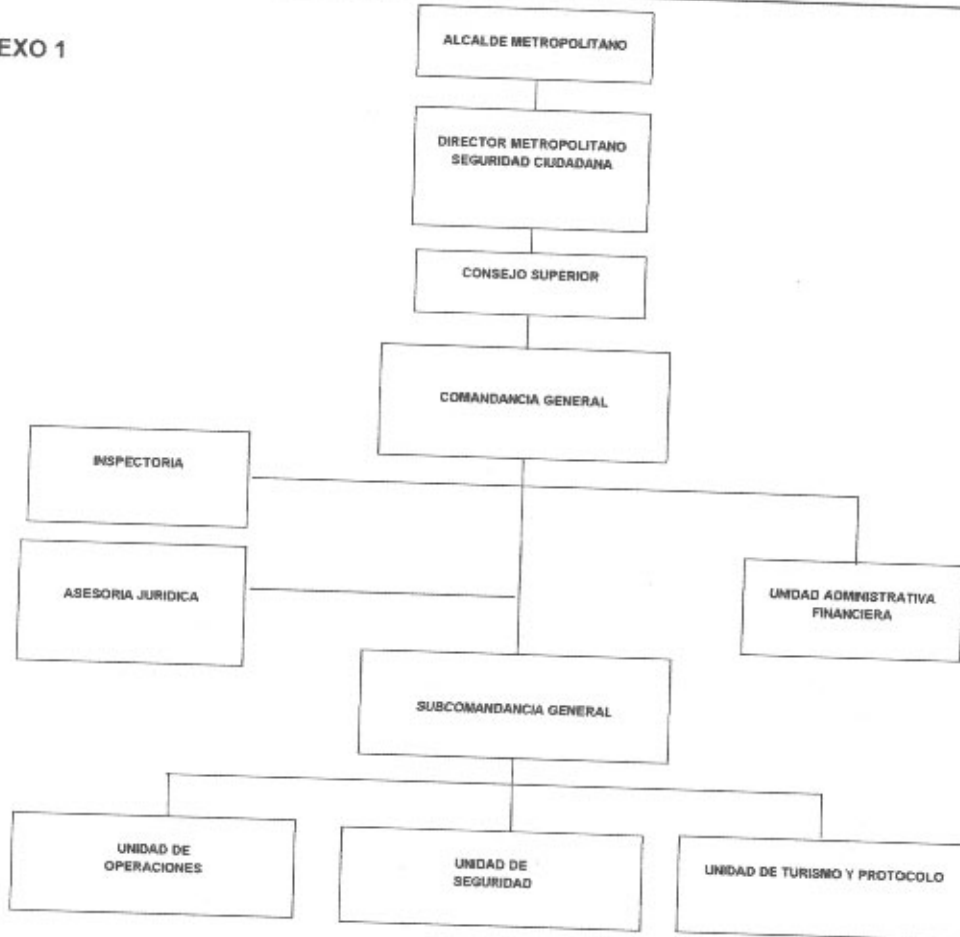 EXO 1
ALCALDE METROPOLITANO
DIRECTOR METROPOLITANO
SEGURIDAD CIUDADANA
CONSEJO SUPERIOR
COMANDANCIA GENERAL
INSPECTORIA
ASESORIA JURIDICA
UNIDAD ADMINISTRATIVA
FINANCIERA
SUBCOMANDANCIA GENERAL
UNIDAD DE
OPERACIONES
UNIDAD DE
SEGURIDAD
UNIDAD DE TURISMO Y PROTOCOLO